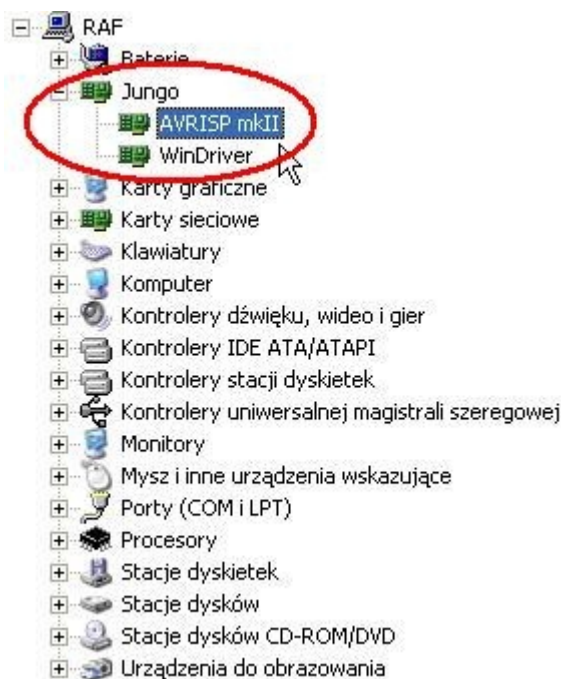 RAF
Baterie
Jungo
AVRISP mkII
WinDriver
Karty graficzne
Karty sieciowe
Klawiatury
Komputer
Kontrolery dźwięku, wideo i gier
Kontrolery IDE ATA/ATAPI
Kontrolery stacji dyskietek
Kontrolery uniwersalnej magistrali szeregowej
Monitory
Mysz i inne urządzenia wskazujące
Porty (COM i LPT)
Procesory
Stacje dyskietek
Stacje dysków
Stacje dysków CD-ROM/DVD
Urządzenia do obrazowania